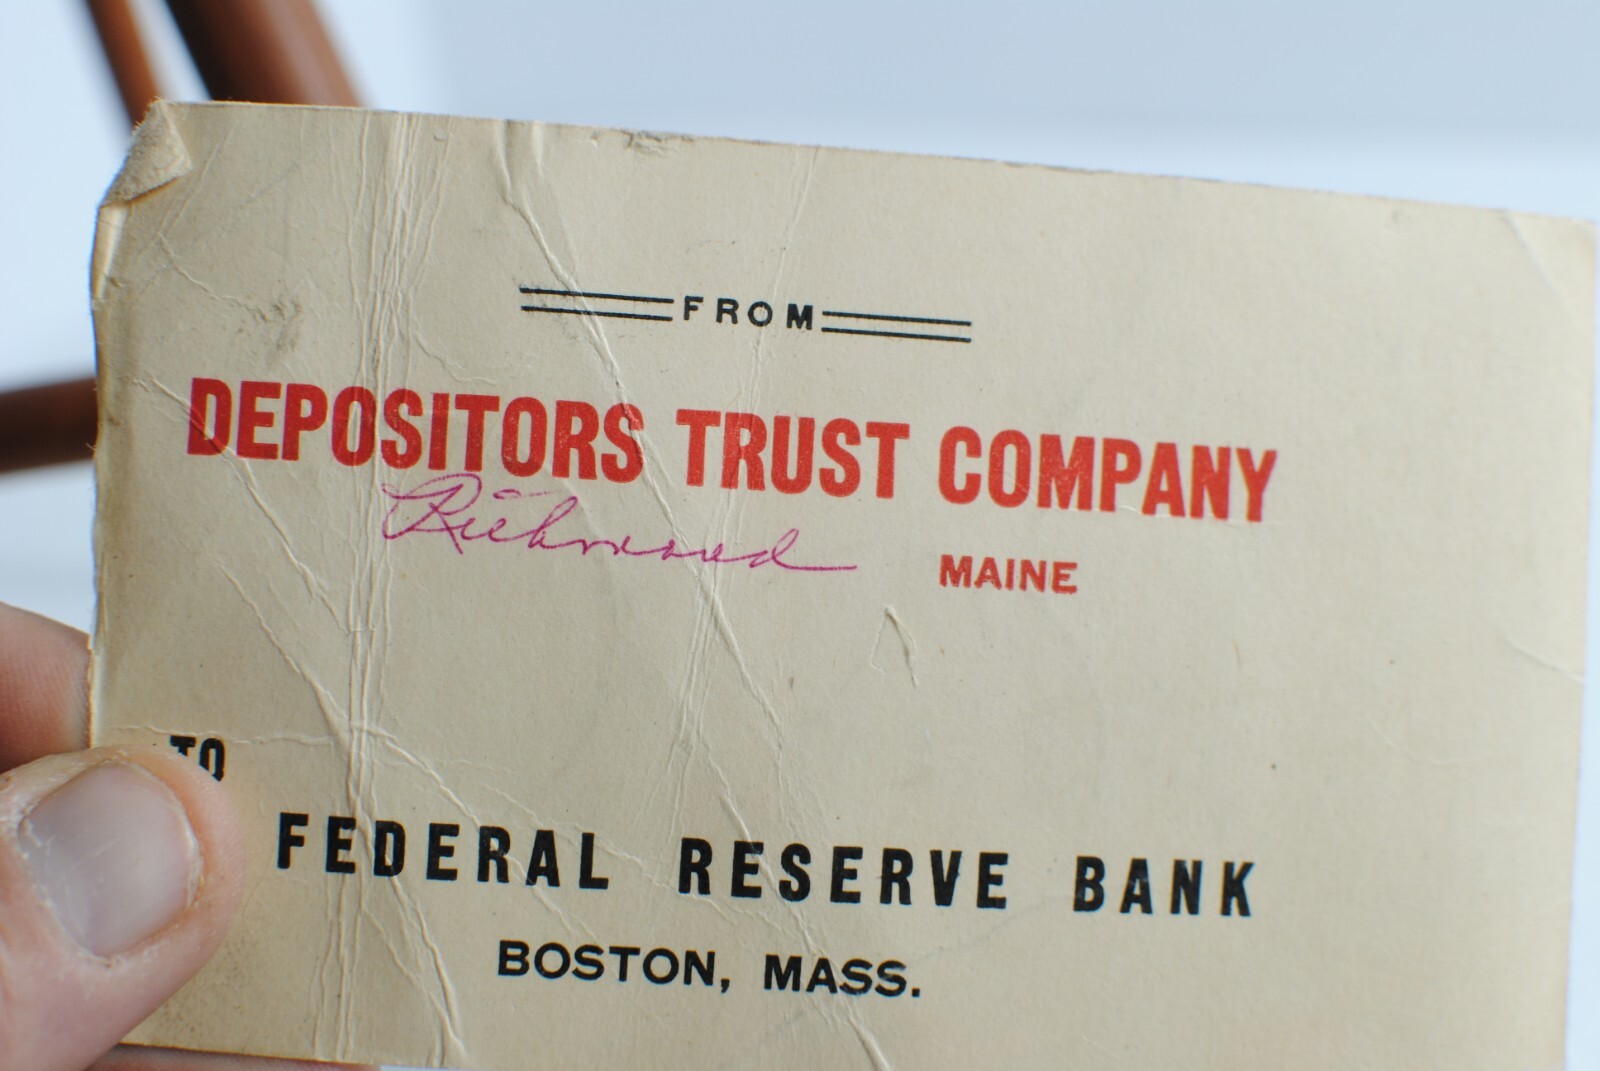 FROM
DEPOSITORS TRUST COMPANY
Richmond MAINE
TO
FEDERAL RESERVE BANK
BOSTON, MASS.